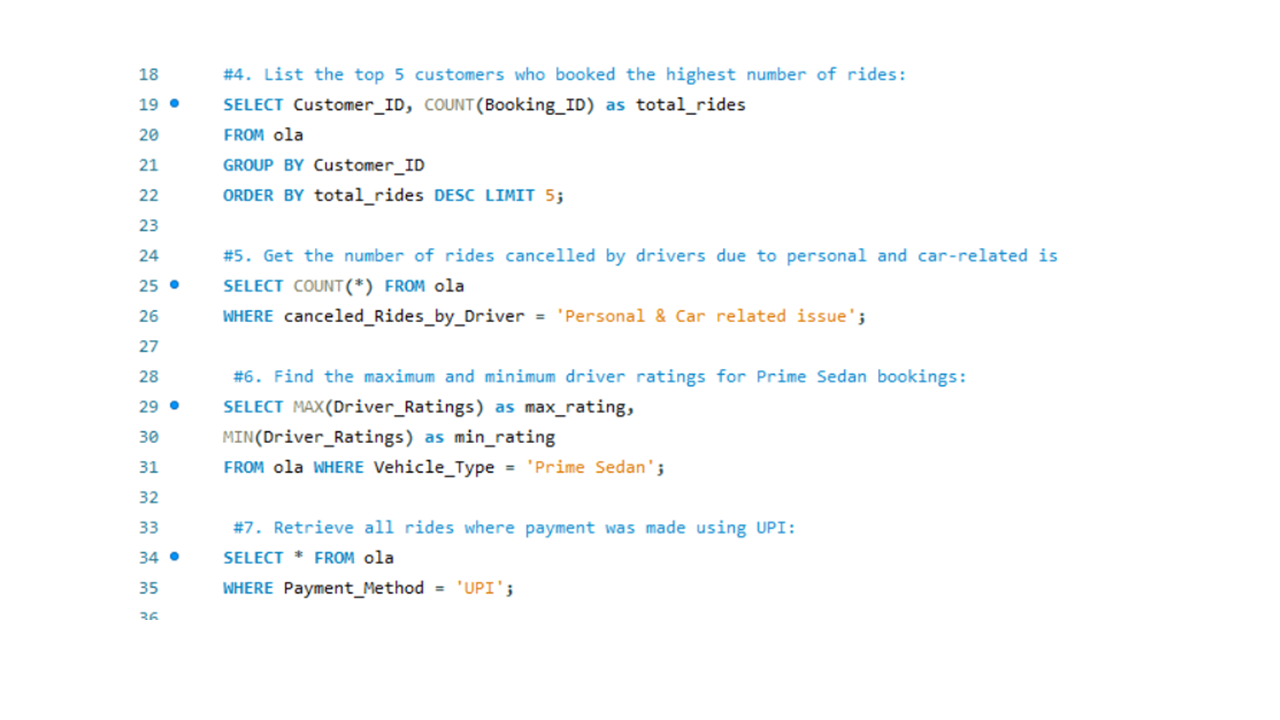 18 #4. List the top 5 customers who booked the highest number of rides:
19 SELECT Customer_ID, COUNT(Booking_ID) as total_rides
20 FROM ola
21 GROUP BY Customer_ID
22 ORDER BY total_rides DESC LIMIT 5;
23
24 #5. Get the number of rides cancelled by drivers due to personal and car-related is
25 SELECT COUNT(*) FROM ola
26 WHERE canceled_Rides_by_Driver = 'Personal & Car related issue';
27
28 #6. Find the maximum and minimum driver ratings for Prime Sedan bookings:
29 SELECT MAX(Driver_Ratings) as max_rating,
30 MIN(Driver_Ratings) as min_rating
31 FROM ola WHERE Vehicle_Type = 'Prime Sedan';
32
33 #7. Retrieve all rides where payment was made using UPI:
34 SELECT * FROM ola
35 WHERE Payment_Method = 'UPI';
36